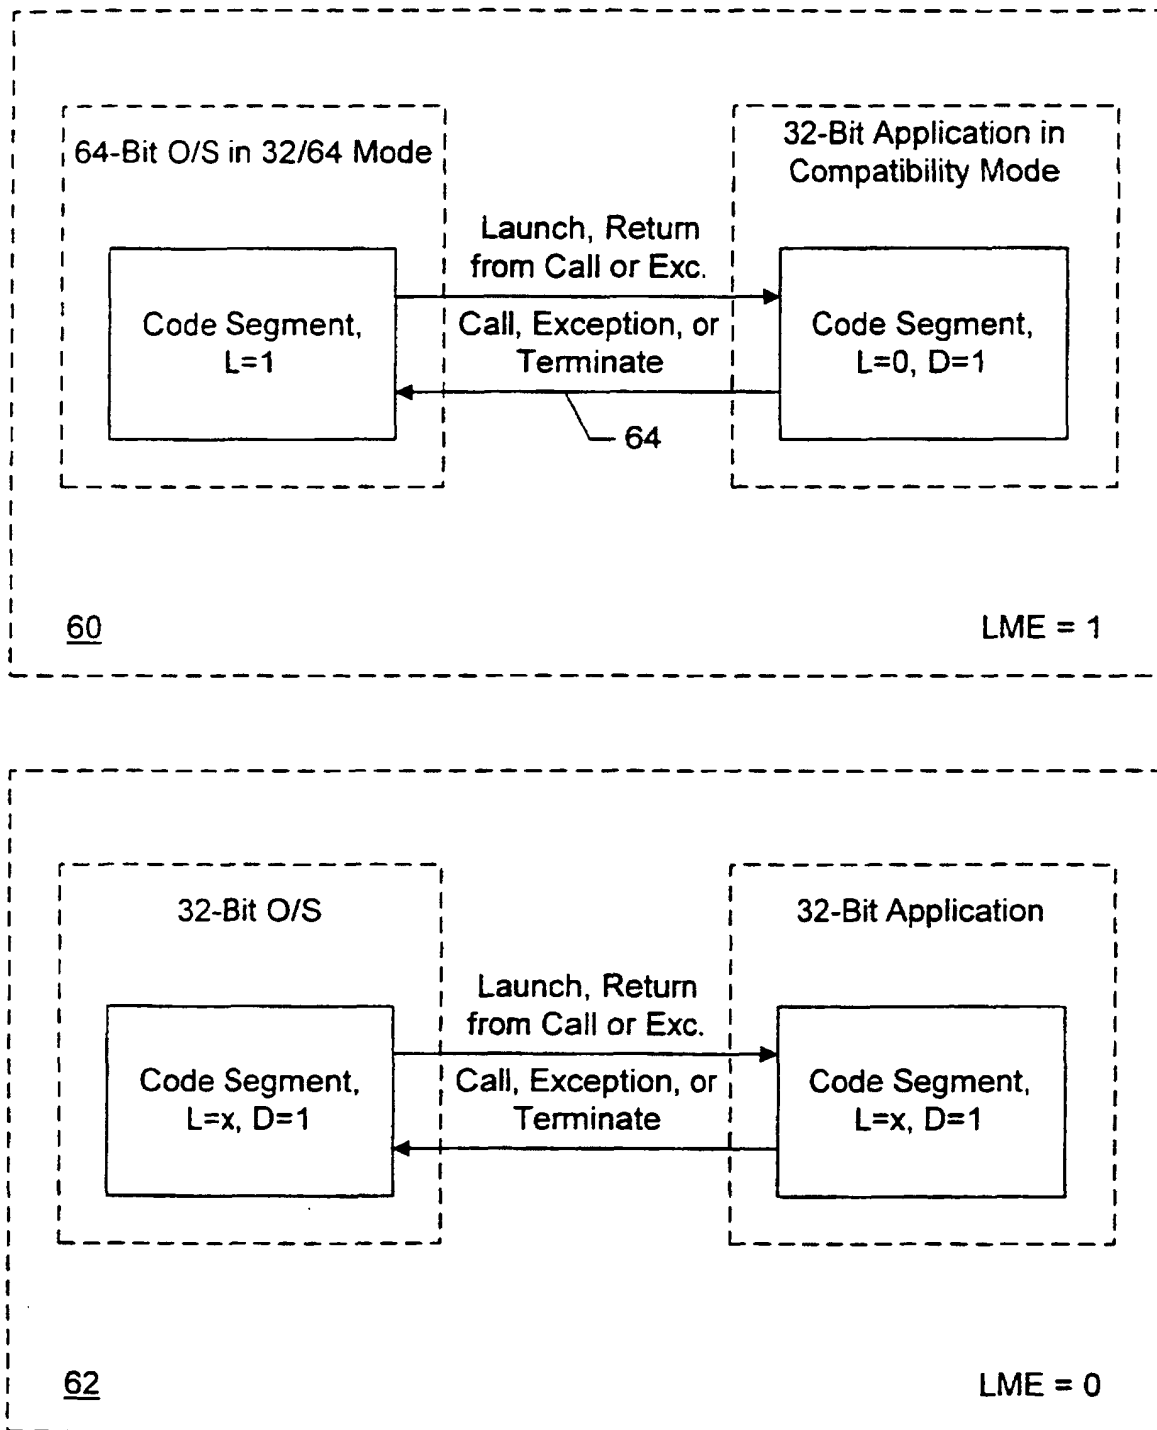 64-Bit O/S in 32/64 Mode
32-Bit Application in
Compatibility Mode
Launch, Return
from Call or Exc.
Code Segment,
L=1
Call, Exception, or
Terminate
Code Segment,
L=0, D=1
64
60
LME = 1
32-Bit O/S
32-Bit Application
Launch, Return
from Call or Exc.
Code Segment,
L=x, D=1
Call, Exception, or
Terminate
Code Segment,
L=x, D=1
62
LME = 0